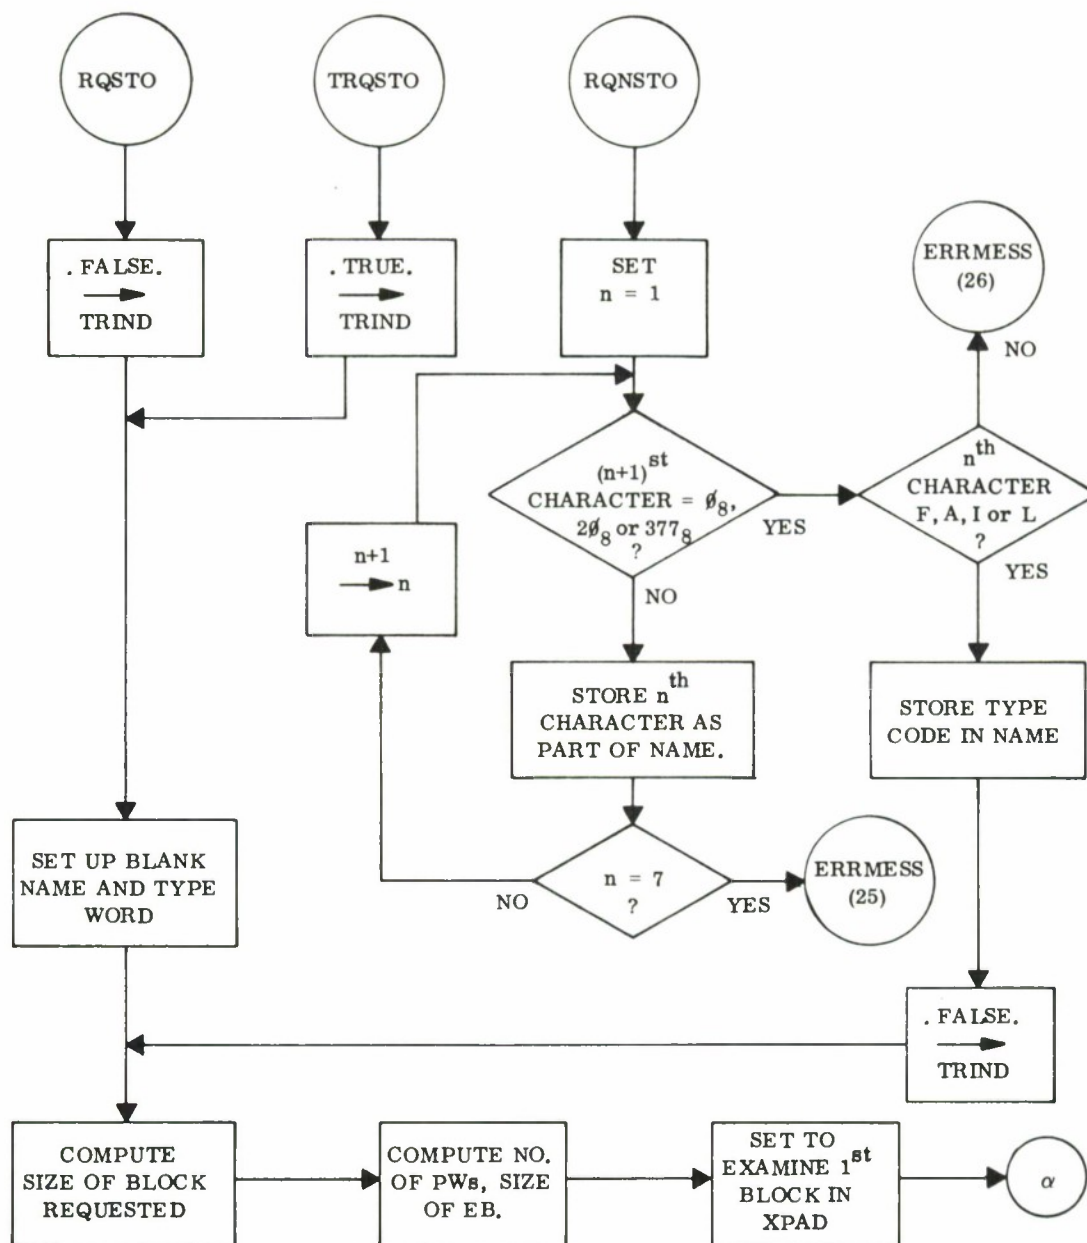 RQSTO
TRQSTO
RQNSTO
. FALSE.
TRIND
. TRUE.
TRIND
SET
n = 1
ERRMESS
(26)
NO
(n+1)st
CHARACTER = ∅8,
2∅8 or 3778
?
YES
nth
CHARACTER
F, A, I or L
?
YES
n+1
n
NO
STORE nth
CHARACTER AS
PART OF NAME.
STORE TYPE
CODE IN NAME
SET UP BLANK
NAME AND TYPE
WORD
n = 7
?
NO
YES
ERRMESS
(25)
. FALSE.
TRIND
COMPUTE
SIZE OF BLOCK
REQUESTED
COMPUTE NO.
OF PWs, SIZE
OF EB.
SET TO
EXAMINE 1st
BLOCK IN
XPAD
α